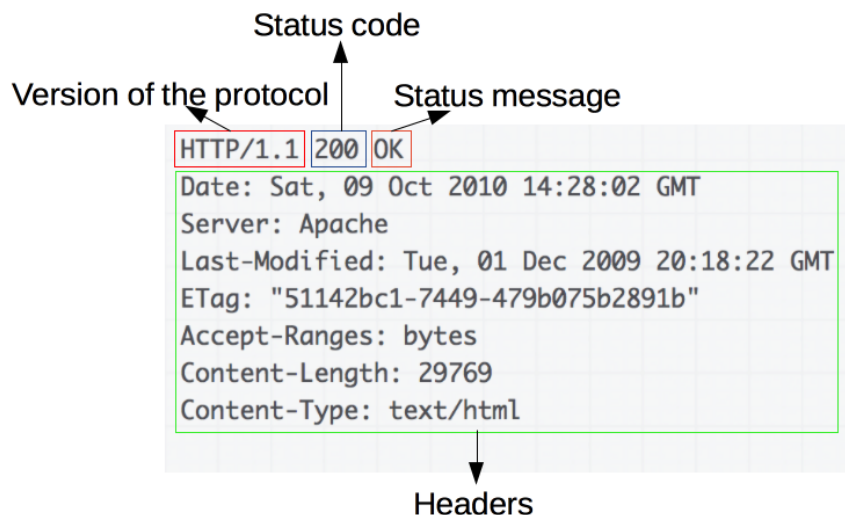 Status code
Version of the protocol
Status message
HTTP/1.1 200 OK
Date: Sat, 09 Oct 2010 14:28:02 GMT
Server: Apache
Last-Modified: Tue, 01 Dec 2009 20:18:22 GMT
ETag: "51142bc1-7449-479b075b2891b"
Accept-Ranges: bytes
Content-Length: 29769
Content-Type: text/html
Headers